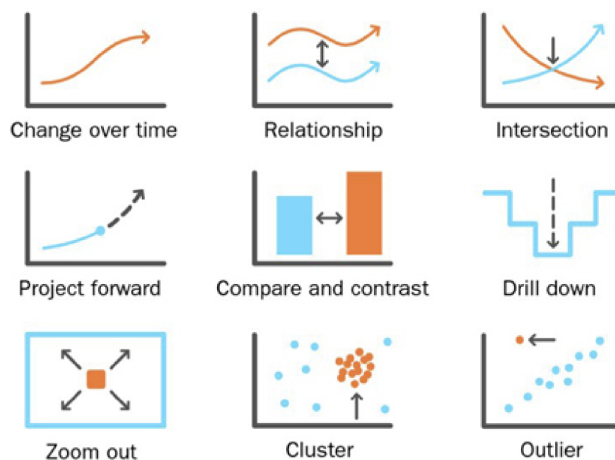 Change over time
Relationship
Intersection
Project forward
Compare and contrast
Drill down
Zoom out
Cluster
Outlier